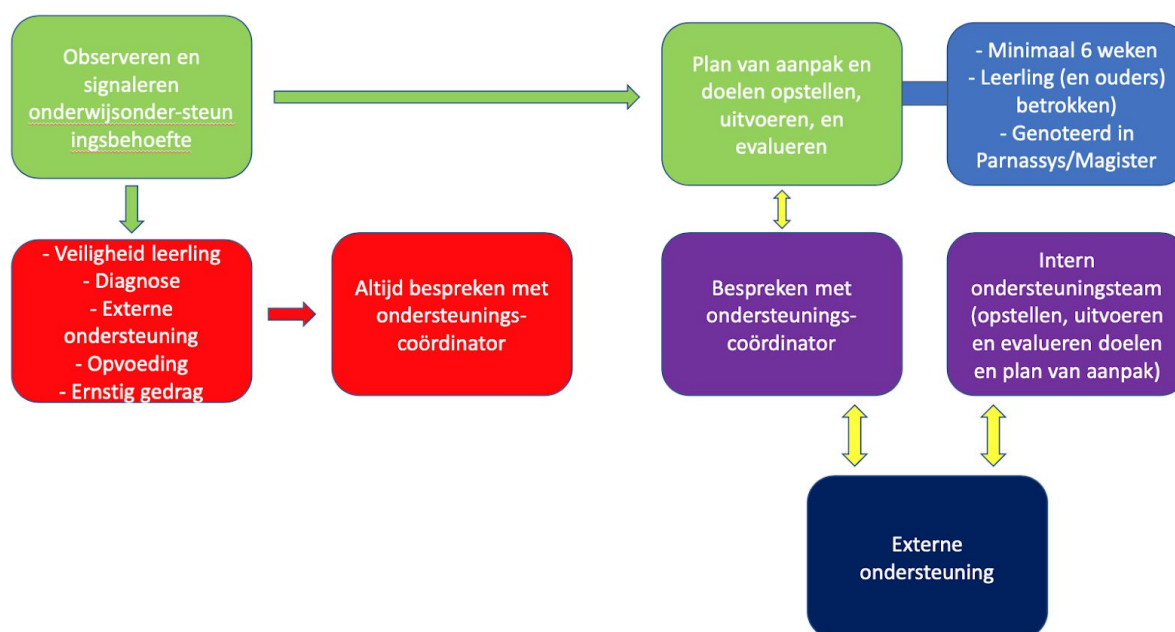 Observeren en
signaleren
onderwijsonder-steun
ingsbehoefte
Plan van aanpak en
doelen opstellen,
uitvoeren, en
evalueren
- Minimaal 6 weken
- Leerling (en ouders)
betrokken)
- Genoteerd in
Parnassys/Magister
- Veiligheid leerling
- Diagnose
- Externe
ondersteuning
- Opvoeding
- Ernstig gedrag
Altijd bespreken met
ondersteunings-
coördinator
Bespreken met
ondersteunings-
coördinator
Intern
ondersteuningsteam
(opstellen, uitvoeren
en evalueren doelen
en plan van aanpak)
Externe
ondersteuning